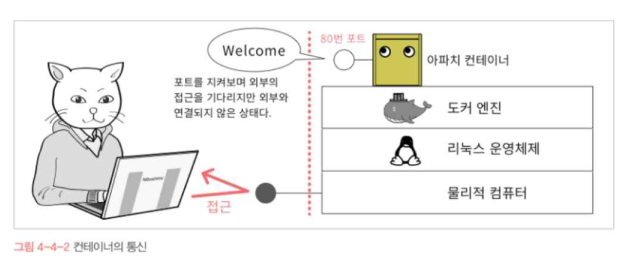 Welcome
80번 포트
아파치 컨테이너
포트를 지켜보며 외부의
접근을 기다리지만 외부와
연결되지 않은 상태다.
도커 엔진
리눅스 운영체제
물리적 컴퓨터
접근
그림 4-4-2 컨테이너의 통신